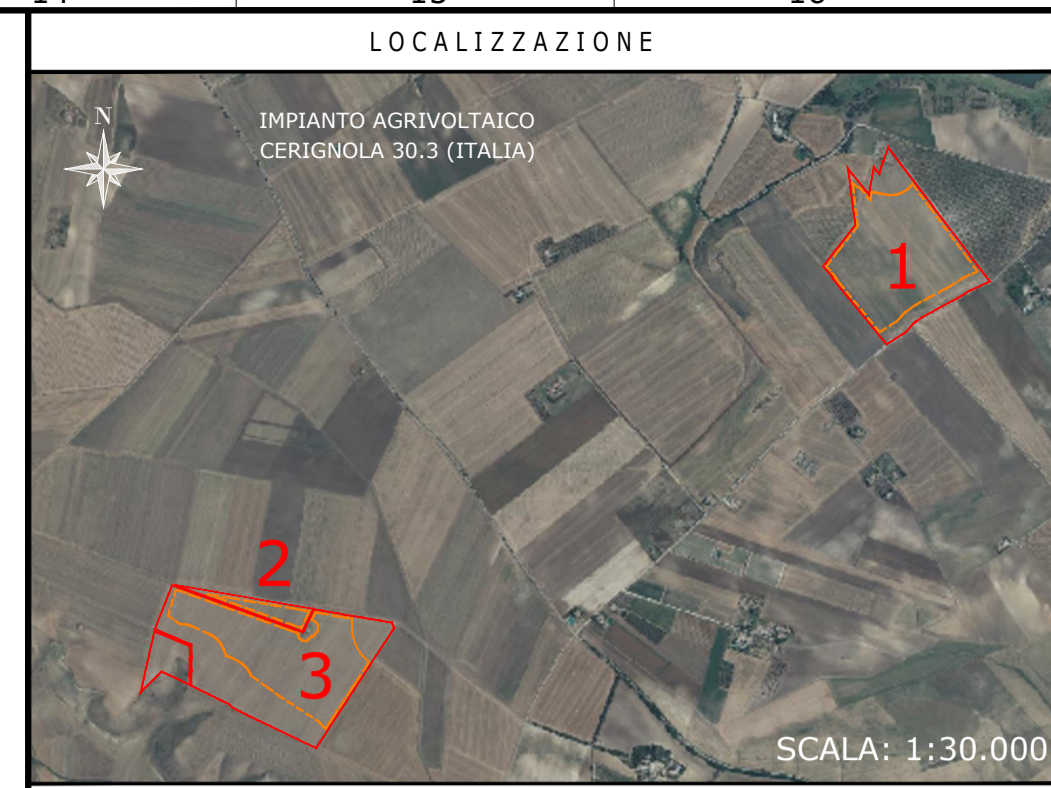 LOCALIZZAZIONE
N
IMPIANTO AGRIVOLTAICO
CERIGNOLA 30.3 (ITALIA)
1
2
3
SCALA: 1:30.000